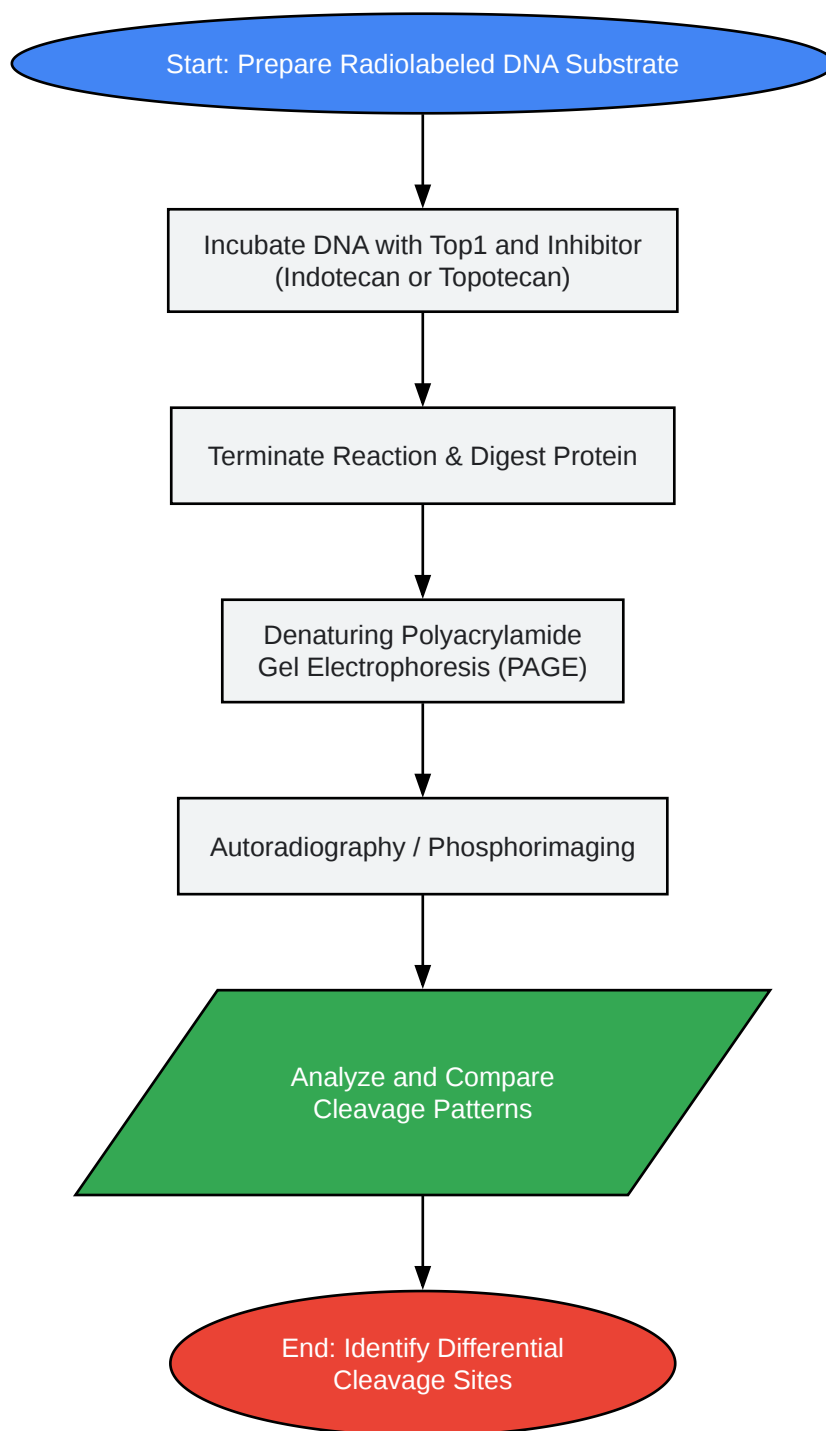 Start: Prepare Radiolabeled DNA Substrate
Incubate DNA with Top1 and Inhibitor
(Indotecan or Topotecan)
Terminate Reaction & Digest Protein
Denaturing Polyacrylamide
Gel Electrophoresis (PAGE)
Autoradiography / Phosphorimaging
Analyze and Compare
Cleavage Patterns
End: Identify Differential
Cleavage Sites